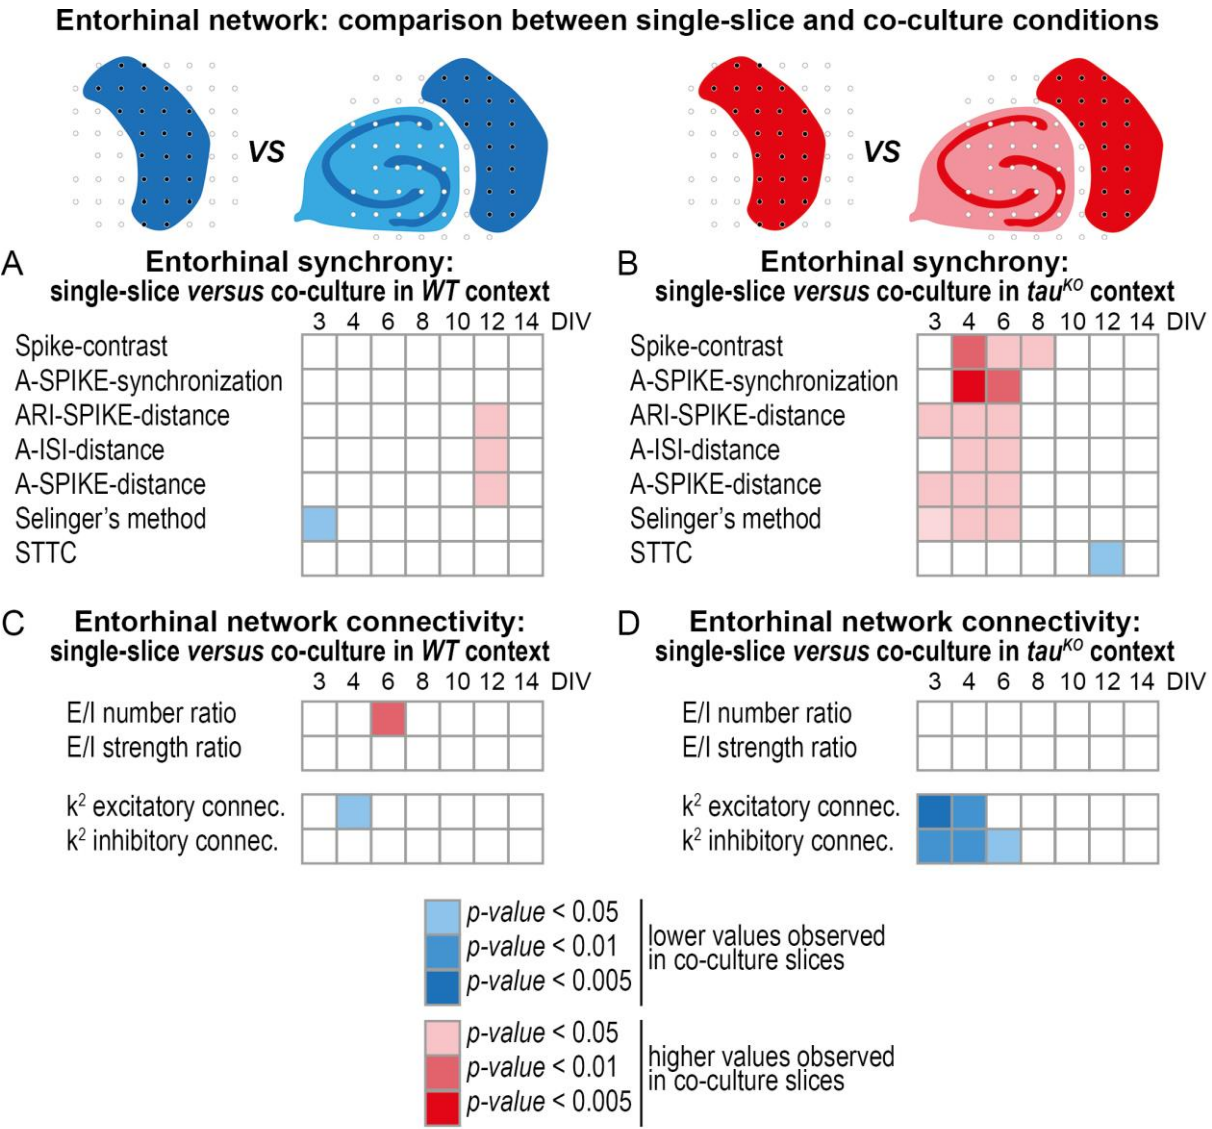 Entorhinal network: comparison between single-slice and co-culture conditions
VS
VS
A
Entorhinal synchrony:
single-slice versus co-culture in WT context
3 4 6 8 10 12 14 DIV
Spike-contrast
A-SPIKE-synchronization
ARI-SPIKE-distance
A-ISI-distance
A-SPIKE-distance
Selinger's method
STTC
B
Entorhinal synchrony:
single-slice versus co-culture in tau^KO context
3 4 6 8 10 12 14 DIV
Spike-contrast
A-SPIKE-synchronization
ARI-SPIKE-distance
A-ISI-distance
A-SPIKE-distance
Selinger's method
STTC
C
Entorhinal network connectivity:
single-slice versus co-culture in WT context
3 4 6 8 10 12 14 DIV
E/I number ratio
E/I strength ratio
k² excitatory connec.
k² inhibitory connec.
D
Entorhinal network connectivity:
single-slice versus co-culture in tau^KO context
3 4 6 8 10 12 14 DIV
E/I number ratio
E/I strength ratio
k² excitatory connec.
k² inhibitory connec.
p-value < 0.05
p-value < 0.01
p-value < 0.005
lower values observed
in co-culture slices
p-value < 0.05
p-value < 0.01
p-value < 0.005
higher values observed
in co-culture slices